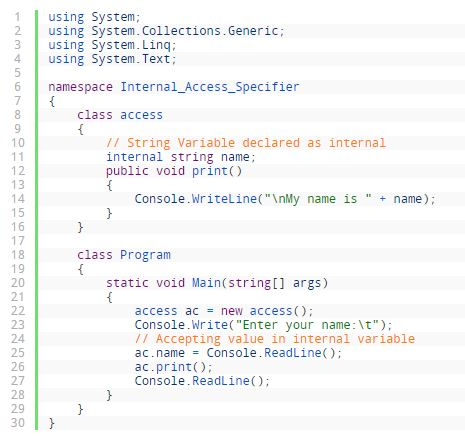 1 using System;
2 using System.Collections.Generic;
3 using System.Linq;
4 using System.Text;
5
6 namespace Internal_Access_Specifier
7 {
8     class access
9     {
10         // String Variable declared as internal
11         internal string name;
12         public void print()
13         {
14             Console.WriteLine("\nMy name is " + name);
15         }
16     }
17
18     class Program
19     {
20         static void Main(string[] args)
21         {
22             access ac = new access();
23             Console.Write("Enter your name:\t");
24             // Accepting value in internal variable
25             ac.name = Console.ReadLine();
26             ac.print();
27             Console.ReadLine();
28         }
29     }
30 }